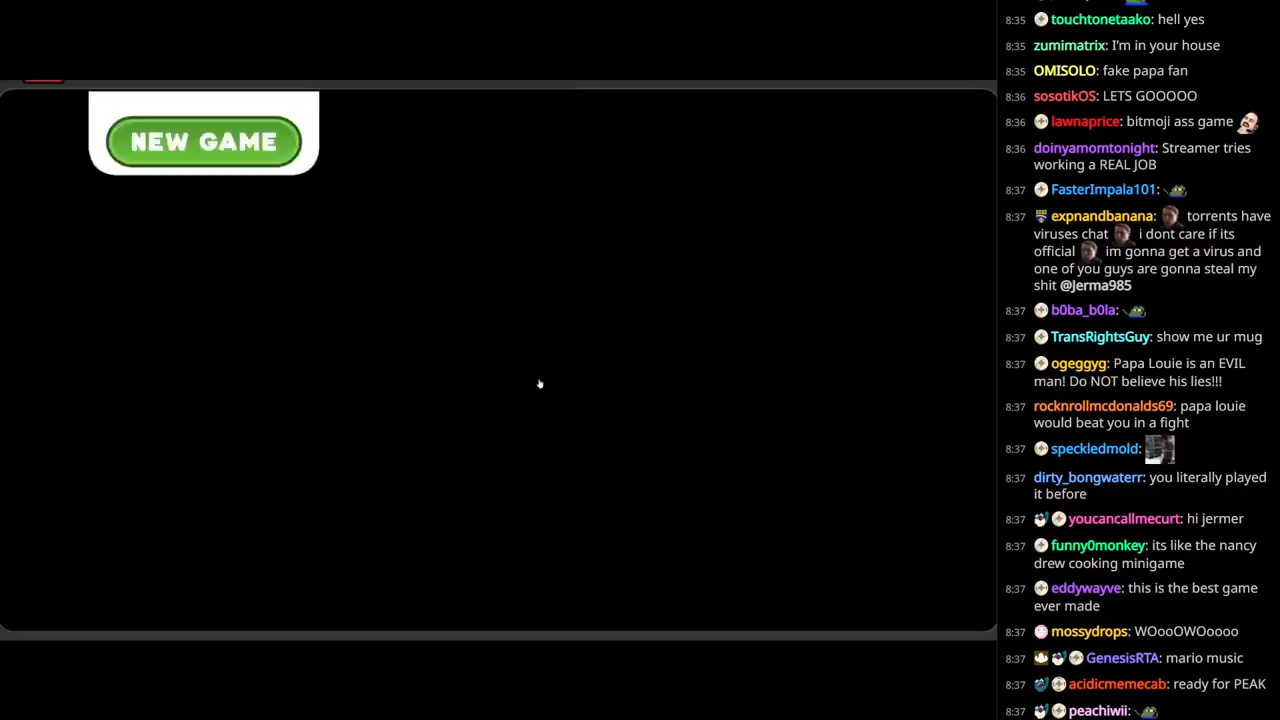 NEW GAME
8:35 touchtonetaako: hell yes
8:35 zumimatrix: I'm in your house
8:35 OMISOLO: fake papa fan
8:36 sosotikOS: LETS GOOOOO
8:36 lawnaprice: bitmoji ass game
8:36 doinyamomtonight: Streamer tries
working a REAL JOB
8:37 FasterImpala101:
8:37 expnandbanana: torrents have
viruses chat i dont care if its
official im gonna get a virus and
one of you guys are gonna steal my
shit @Jerma985
8:37 b0ba_b0la:
8:37 TransRightsGuy: show me ur mug
8:37 ogeggyg: Papa Louie is an EVIL
man! Do NOT believe his lies!!!
8:37 rocknrollmcdonalds69: papa louie
would beat you in a fight
8:37 speckledmold:
8:37 dirty_bongwaterr: you literally played
it before
8:37 youcancallmecurt: hi jermer
8:37 funny0monkey: its like the nancy
drew cooking minigame
8:37 eddywayve: this is the best game
ever made
8:37 mossydrops: WOooOWOoooo
8:37 GenesisRTA: mario music
8:37 acidicmemecab: ready for PEAK
8:37 peachiwii: